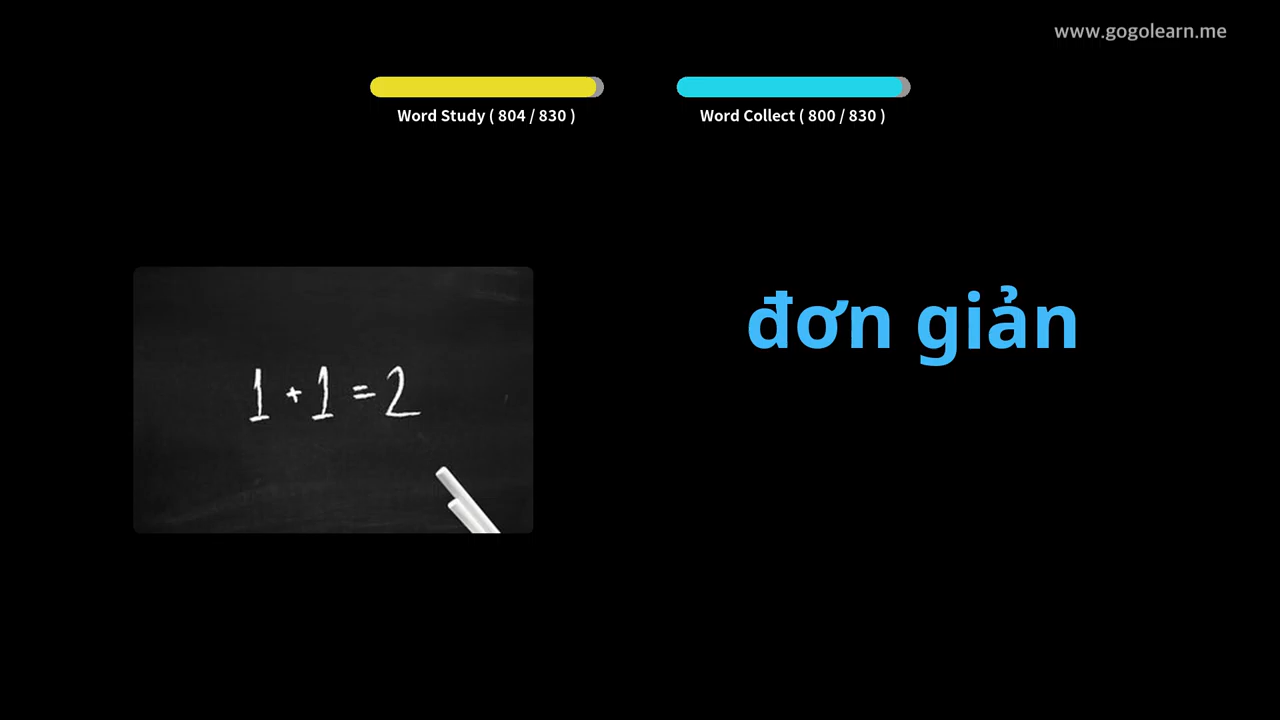 www.gogolearn.me
Word Study ( 804 / 830 )
Word Collect ( 800 / 830 )
đơn giản
1 + 1 = 2